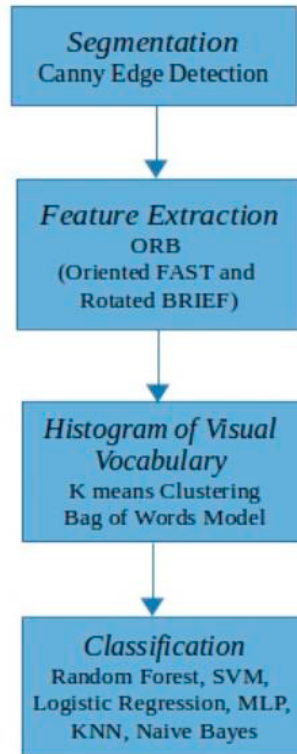 Segmentation
Canny Edge Detection
Feature Extraction
ORB
(Oriented FAST and
Rotated BRIEF)
Histogram of Visual
Vocabulary
K means Clustering
Bag of Words Model
Classification
Random Forest, SVM,
Logistic Regression, MLP,
KNN, Naive Bayes